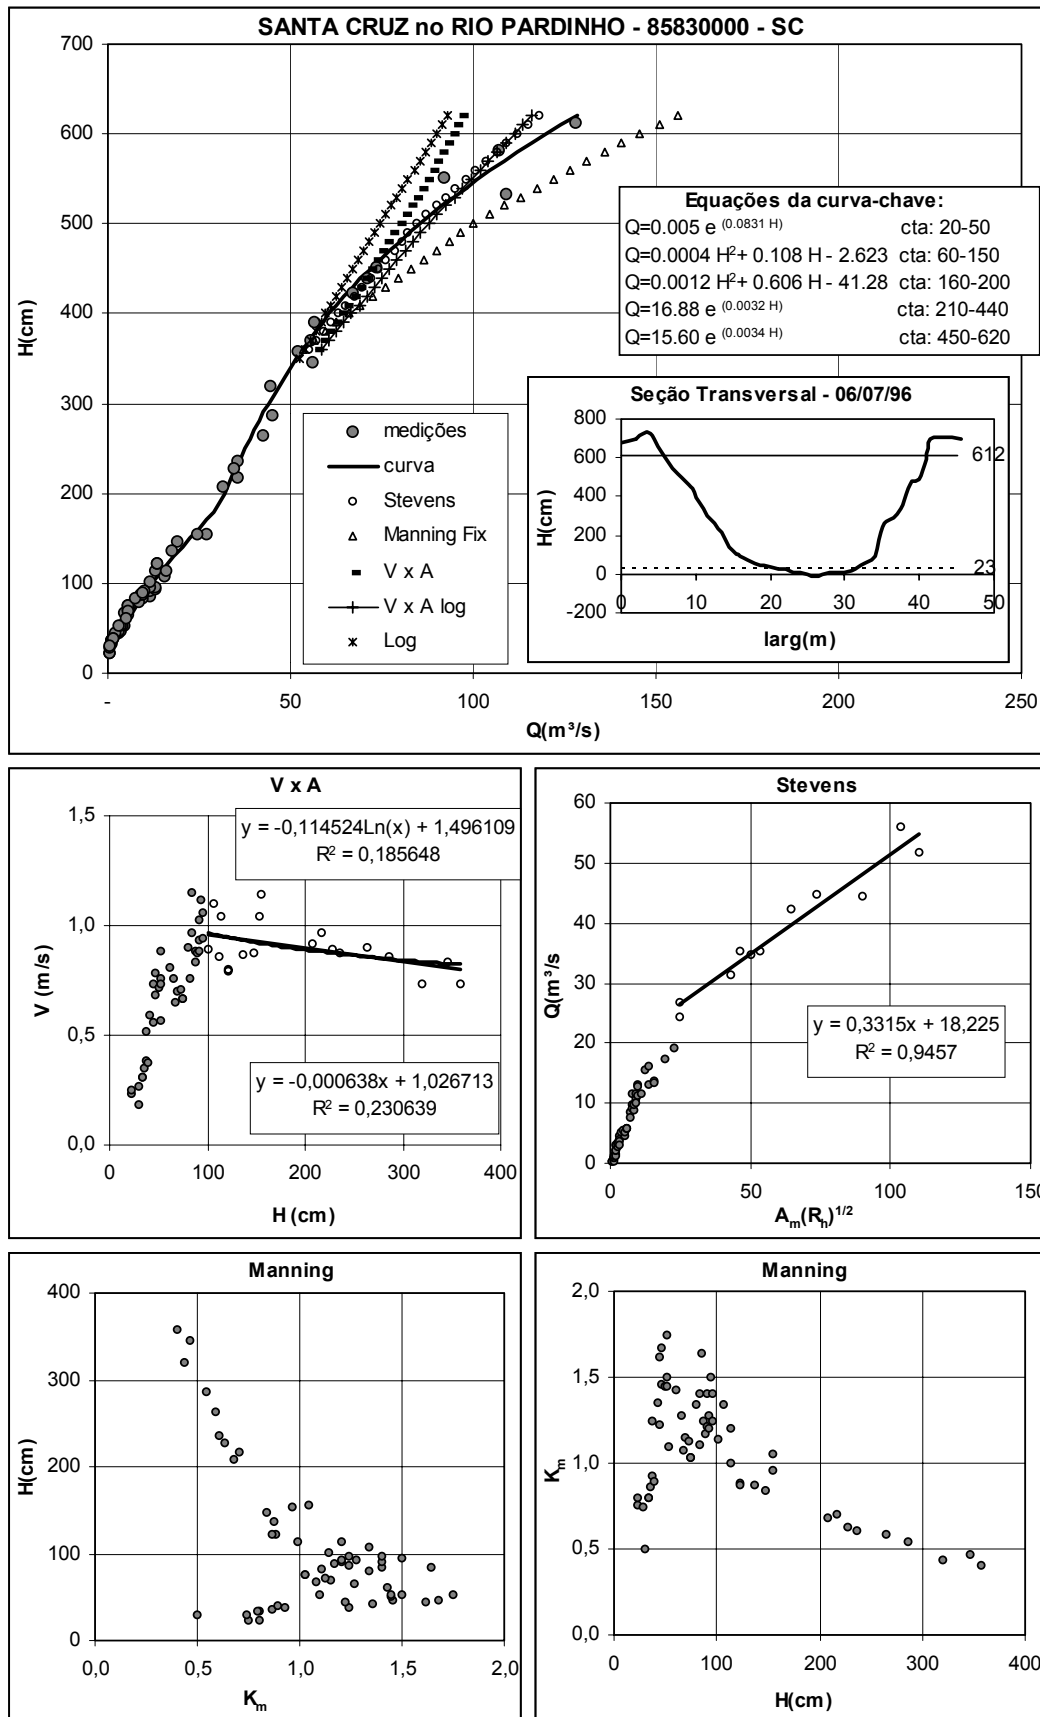 SANTA CRUZ no RIO PARDINHO - 85830000 - SC
700
600
500
400
300
200
100
0
H(cm)
-
50
100
150
200
250
Q(m³/s)
Equações da curva-chave:
Q=0.005 e (0.0831 H) cta: 20-50
Q=0.0004 H²+ 0.108 H - 2.623 cta: 60-150
Q=0.0012 H²+ 0.606 H - 41.28 cta: 160-200
Q=16.88 e (0.0032 H) cta: 210-440
Q=15.60 e (0.0034 H) cta: 450-620
medições
curva
Stevens
Manning Fix
V x A
V x A log
Log
Seção Transversal - 06/07/96
800
600
400
200
0
-200
H(cm)
612
23
0
10
20
30
40
50
larg(m)
V x A
1,5
1,0
0,5
0,0
V (m/s)
y = -0,114524Ln(x) + 1,496109
R² = 0,185648
y = -0,000638x + 1,026713
R² = 0,230639
0
100
200
300
400
H (cm)
Stevens
60
50
40
30
20
10
0
Q(m³/s)
y = 0,3315x + 18,225
R² = 0,9457
0
50
100
150
Am(Rh)1/2
Manning
400
300
200
100
0
H(cm)
0,0
0,5
1,0
1,5
2,0
Km
Manning
2,0
1,5
1,0
0,5
0,0
Km
0
100
200
300
400
H(cm)